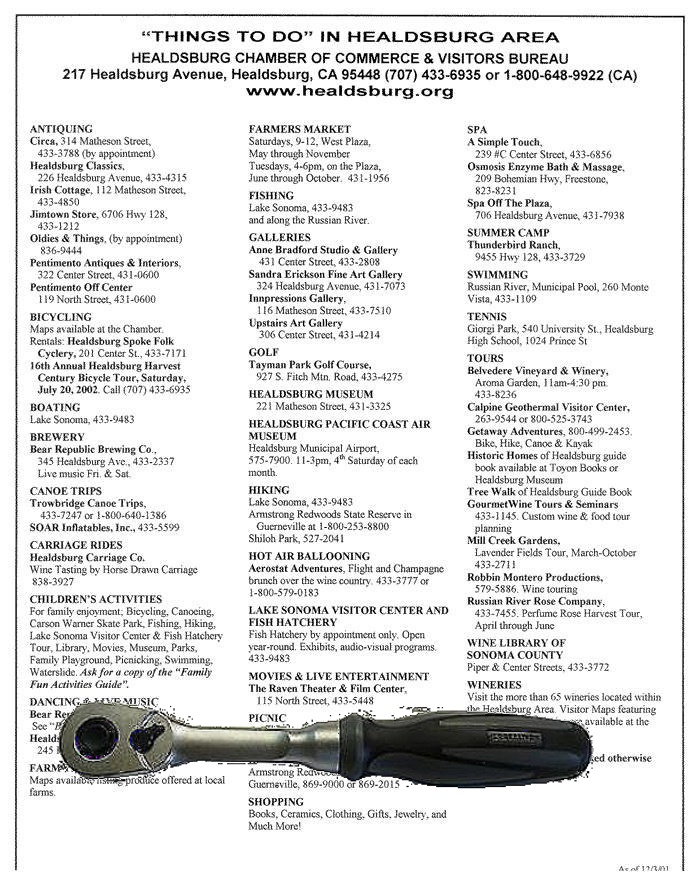 "THINGS TO DO" IN HEALDSBURG AREA
HEALDSBURG CHAMBER OF COMMERCE & VISITORS BUREAU
217 Healdsburg Avenue, Healdsburg, CA 95448 (707) 433-6935 or 1-800-648-9922 (CA)
www.healdsburg.org
ANTIQUING
Circa, 314 Matheson Street,
433-3788 (by appointment)
Healdsburg Classics,
226 Healdsburg Avenue, 433-4315
Irish Cottage, 112 Matheson Street,
433-4850
Jimtown Store, 6706 Hwy 128,
433-1212
Oldies & Things, (by appointment)
836-9444
Pentimento Antiques & Interiors,
322 Center Street, 431-0600
Pentimento Off Center
119 North Street, 431-0600
BICYCLING
Maps available at the Chamber.
Rentals: Healdsburg Spoke Folk
Cyclery, 201 Center St., 433-7171
16th Annual Healdsburg Harvest
Century Bicycle Tour, Saturday,
July 20, 2002. Call (707) 433-6935
BOATING
Lake Sonoma, 433-9483
BREWERY
Bear Republic Brewing Co.,
345 Healdsburg Ave., 433-2337
Live music Fri. & Sat.
CANOE TRIPS
Trowbridge Canoe Trips,
433-7247 or 1-800-640-1386
SOAR Inflatables, Inc., 433-5599
CARRIAGE RIDES
Healdsburg Carriage Co.
Wine Tasting by Horse Drawn Carriage
838-3927
CHILDREN'S ACTIVITIES
For family enjoyment; Bicycling, Canoeing,
Carson Warner Skate Park, Fishing, Hiking,
Lake Sonoma Visitor Center & Fish Hatchery
Tour, Library, Movies, Museum, Parks,
Family Playground, Picnicking, Swimming,
Waterslide. Ask for a copy of the "Family
Fun Activities Guide".
DANCING & LIVE MUSIC
Bear
See
245
Maps available listing produce offered at local
farms.
FARMERS MARKET
Saturdays, 9-12, West Plaza,
May through November
Tuesdays, 4-6pm, on the Plaza,
June through October. 431-1956
FISHING
Lake Sonoma, 433-9483
and along the Russian River.
GALLERIES
Anne Bradford Studio & Gallery
431 Center Street, 433-2808
Sandra Erickson Fine Art Gallery
324 Healdsburg Avenue, 431-7073
Innpressions Gallery,
116 Matheson Street, 433-7510
Upstairs Art Gallery
306 Center Street, 431-4214
GOLF
Tayman Park Golf Course,
927 S. Fitch Mtn. Road, 433-4275
HEALDSBURG MUSEUM
221 Matheson Street, 431-3325
HEALDSBURG PACIFIC COAST AIR
MUSEUM
Healdsburg Municipal Airport,
575-7900. 11-3pm, 4th Saturday of each
month.
HIKING
Lake Sonoma, 433-9483
Armstrong Redwoods State Reserve in
Guerneville at 1-800-253-8800
Shiloh Park, 527-2041
HOT AIR BALLOONING
Aerostat Adventures, Flight and Champagne
brunch over the wine country. 433-3777 or
1-800-579-0183
LAKE SONOMA VISITOR CENTER AND
FISH HATCHERY
Fish Hatchery by appointment only. Open
year-round. Exhibits, audio-visual programs.
433-9483
MOVIES & LIVE ENTERTAINMENT
The Raven Theater & Film Center,
115 North Street, 433-5448
PICNIC
Armstrong
Guerneville, 869-9000 or 869-2015
SHOPPING
Books, Ceramics, Clothing, Gifts, Jewelry, and
Much More!
SPA
A Simple Touch,
239 #C Center Street, 433-6856
Osmosis Enzyme Bath & Massage,
209 Bohemian Hwy, Freestone,
823-8231
Spa Off The Plaza,
706 Healdsburg Avenue, 431-7938
SUMMER CAMP
Thunderbird Ranch,
9455 Hwy 128, 433-3729
SWIMMING
Russian River, Municipal Pool, 260 Monte
Vista, 433-1109
TENNIS
Giorgi Park, 540 University St., Healdsburg
High School, 1024 Prince St
TOURS
Belvedere Vineyard & Winery,
Aroma Garden, 11am-4:30 pm.
433-8236
Calpine Geothermal Visitor Center,
263-9544 or 800-525-3743
Getaway Adventures, 800-499-2453.
Bike, Hike, Canoe & Kayak
Historic Homes of Healdsburg guide
book available at Toyon Books or
Healdsburg Museum
Tree Walk of Healdsburg Guide Book
GourmetWine Tours & Seminars
433-1145. Custom wine & food tour
planning
Mill Creek Gardens,
Lavender Fields Tour, March-October
433-2711
Robbin Montero Productions,
579-5886. Wine touring
Russian River Rose Company,
433-7455. Perfume Rose Harvest Tour,
April through June
WINE LIBRARY OF
SONOMA COUNTY
Piper & Center Streets, 433-3772
WINERIES
Visit the more than 65 wineries located within
the Healdsburg Area. Visitor Maps featuring
available at the
otherwise
As of 12/3/01